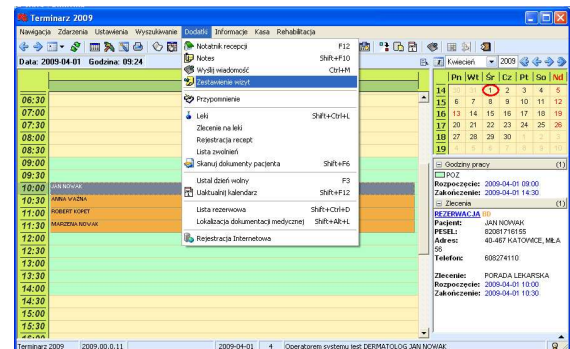 Terminarz 2009
Nawigacja Zdarzenia Ustawienia Wyszukiwanie Dodatki Informacje Kasa Rehabilitacja
Data: 2009-04-01 Godzina: 09:24
Notatnik recepcji F12
Notes Shift+F10
Wyślij wiadomość Ctrl+M
Zestawienie wizyt
Przypomnienie
Leki Shift+Ctrl+L
Zlecenie na leki
Rejestracja recept
Lista zwolnień
Skanuj dokumenty pacjenta Shift+F6
Ustal dzień wolny F3
Uaktualnij kalendarz Shift+F12
Lista rezerwowa Shift+Ctrl+D
Lokalizacja dokumentacji medycznej Shift+Alt+L
Rejestracja Internetowa
06:30
07:00
07:30
08:00
08:30
09:00
09:30
10:00 JAN NOWAK
10:30 ANNA WAŻNA
11:00 ROBERT KOPET
11:30 MARZENA NOWAK
12:00
12:30
13:00
13:30
14:00
14:30
15:00
15:30
16:00
Kwiecień 2009
Pn Wt Śr Cz Pt So Nd
14 30 31 1 2 3 4 5
15 6 7 8 9 10 11 12
16 13 14 15 16 17 18 19
17 20 21 22 23 24 25 26
18 27 28 29 30 1 2 3
19
Godziny pracy (1)
POZ
Rozpoczęcie: 2009-04-01 09:00
Zakończenie: 2009-04-01 14:30
Zlecenia (1)
REZERWACJA
Pacjent: JAN NOWAK
PESEL: 82081716155
Adres: 40-467 KATOWICE, MIŁA
56
Telefon: 608274110
Zlecenie: PORADA LEKARSKA
Rozpoczęcie: 2009-04-01 10:00
Zakończenie: 2009-04-01 10:30
Terminarz 2009 2009.00.0.11 2009-04-01 4 Operatorem systemu jest DERMATOLOG JAN NOWAK